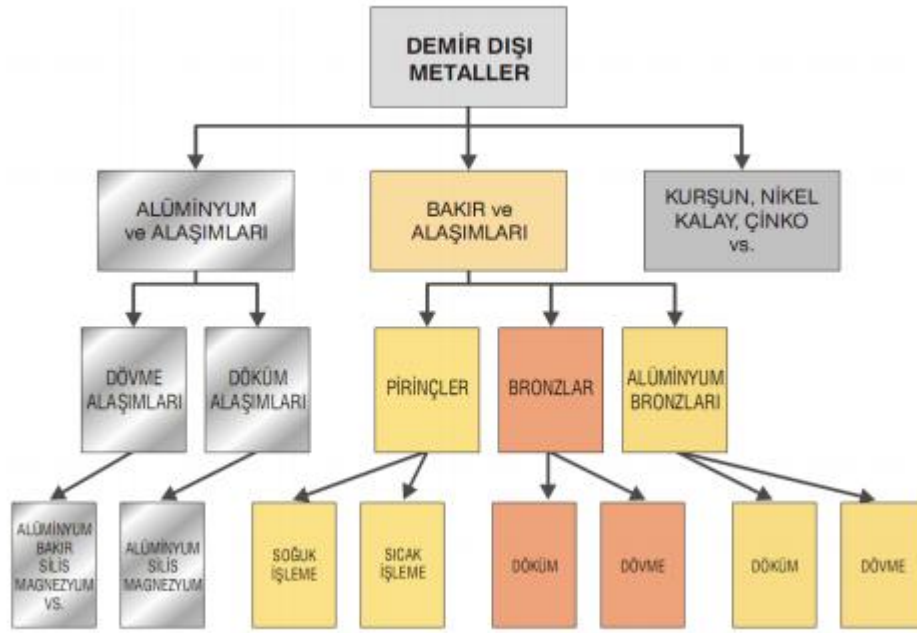 DEMİR DIŞI
METALLER
ALÜMİNYUM
ve ALAŞIMLARI
BAKIR ve
ALAŞIMLARI
KURŞUN, NİKEL
KALAY, ÇİNKO
vs.
DÖVME
ALAŞIMLARI
DÖKÜM
ALAŞIMLARI
PİRİNÇLER
BRONZLAR
ALÜMİNYUM
BRONZLARI
ALÜMİNYUM
BAKIR
SİLİS
MAGNEZYUM
VS.
ALÜMİNYUM
SİLİS
MAGNEZYUM
SOĞUK
İŞLEME
SICAK
İŞLEME
DÖKÜM
DÖVME
DÖKÜM
DÖVME